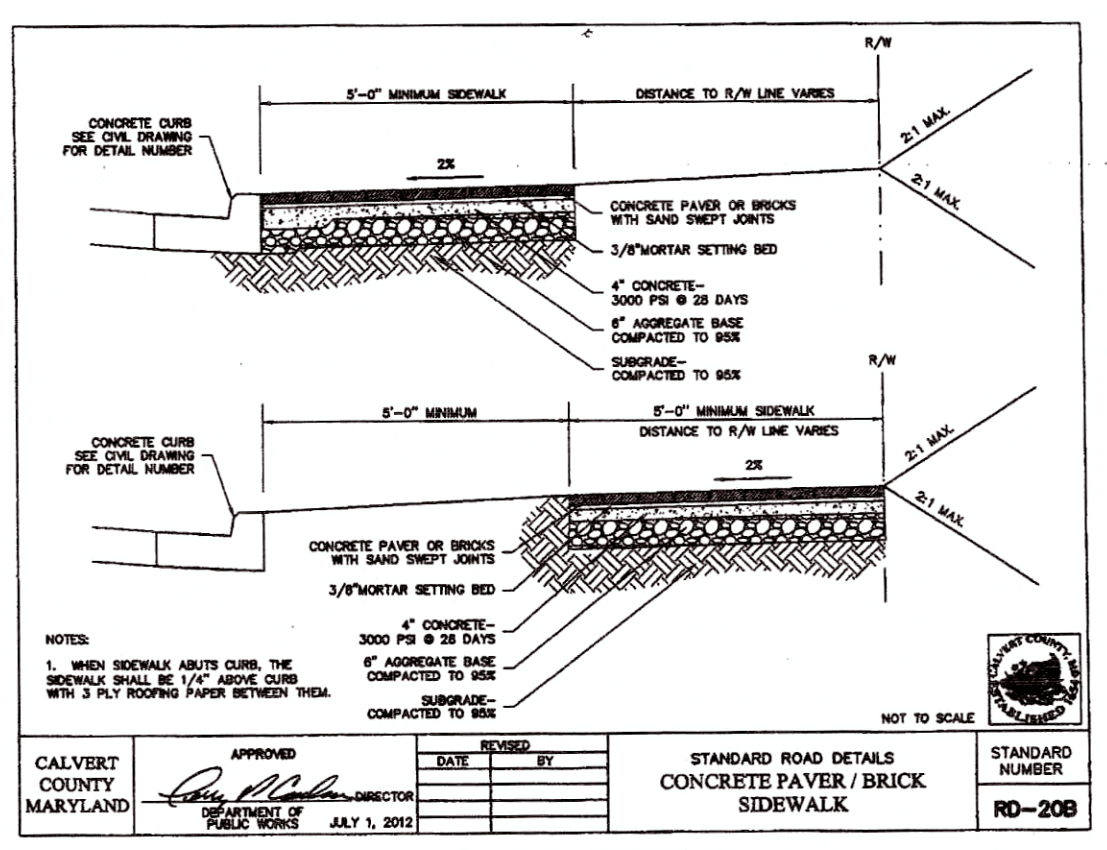 R/W
5'-0" MINIMUM SIDEWALK
DISTANCE TO R/W LINE VARIES
CONCRETE CURB
SEE CIVIL DRAWING
FOR DETAIL NUMBER
2%
2:1 MAX.
2:1 MAX.
CONCRETE PAVER OR BRICKS
WITH SAND SWEPT JOINTS
3/8"MORTAR SETTING BED
4" CONCRETE-
3000 PSI @ 28 DAYS
6" AGGREGATE BASE
COMPACTED TO 95%
SUBGRADE-
COMPACTED TO 95%
R/W
5'-0" MINIMUM
5'-0" MINIMUM SIDEWALK
DISTANCE TO R/W LINE VARIES
CONCRETE CURB
SEE CIVIL DRAWING
FOR DETAIL NUMBER
2%
2:1 MAX.
2:1 MAX.
CONCRETE PAVER OR BRICKS
WITH SAND SWEPT JOINTS
3/8"MORTAR SETTING BED
4" CONCRETE-
3000 PSI @ 28 DAYS
6" AGGREGATE BASE
COMPACTED TO 95%
SUBGRADE-
COMPACTED TO 95%
NOTES:
1. WHEN SIDEWALK ABUTS CURB, THE
SIDEWALK SHALL BE 1/4" ABOVE CURB
WITH 3 PLY ROOFING PAPER BETWEEN THEM.
CALVERT COUNTY, MD
ESTABLISHED 1654
NOT TO SCALE
CALVERT
COUNTY
MARYLAND
APPROVED
DIRECTOR
DEPARTMENT OF
PUBLIC WORKS JULY 1, 2012
REVISED
DATE BY
STANDARD ROAD DETAILS
CONCRETE PAVER / BRICK
SIDEWALK
STANDARD
NUMBER
RD-20B